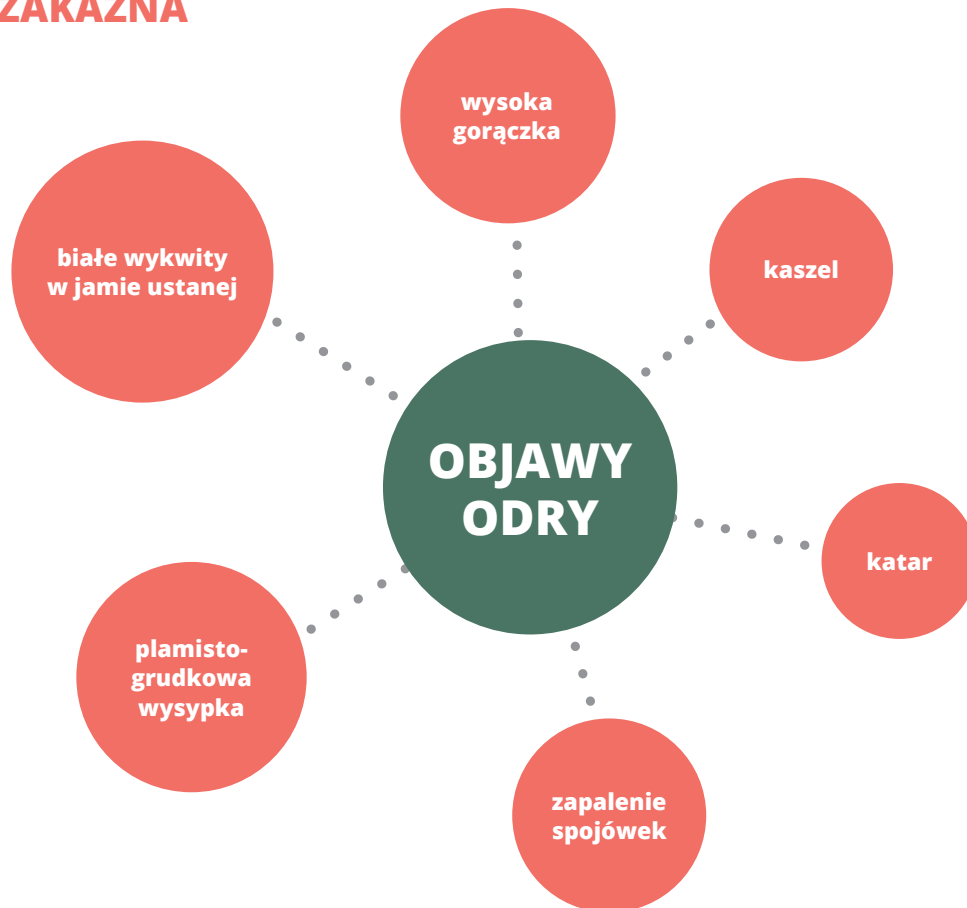 ZAKAŹNA
wysoka
gorączka
białe wykwity
w jamie ustanej
kaszel
OBJAWY
ODRY
katar
plamisto-
grudkowa
wysypka
zapalenie
spojówek